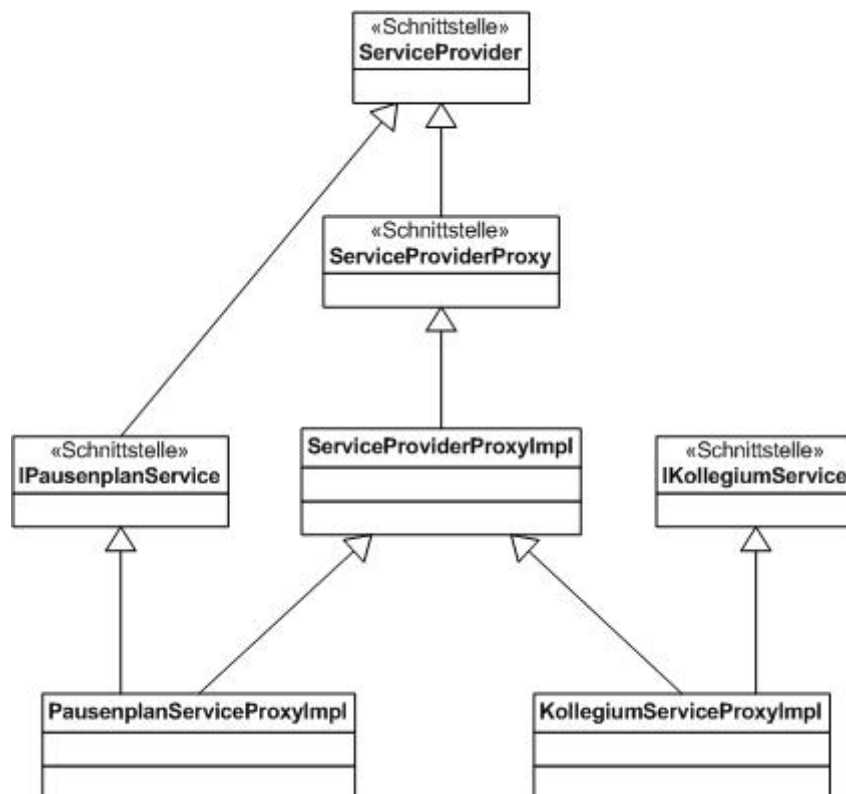 «Schnittstelle»
ServiceProvider
«Schnittstelle»
ServiceProviderProxy
«Schnittstelle»
IPausenplanService
ServiceProviderProxyImpl
«Schnittstelle»
IKollegiumService
PausenplanServiceProxyImpl
KollegiumServiceProxyImpl